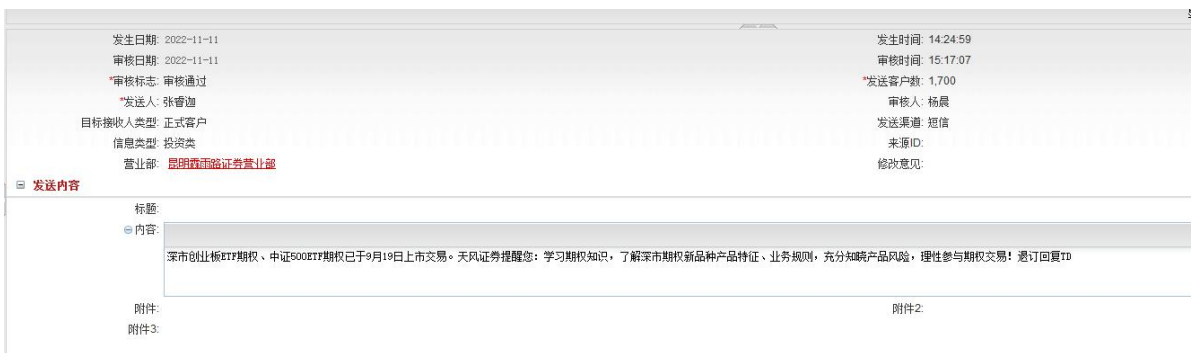 发生日期: 2022-11-11 发生时间: 14:24:59
审核日期: 2022-11-11 审核时间: 15:17:07
*审核标志: 审核通过 *发送客户数: 1,700
*发送人: 张睿迦 审核人: 杨晨
目标接收人类型: 正式客户 发送渠道: 短信
信息类型: 投资类 来源ID:
营业部: 昆明霖雨路证券营业部 修改意见:
发送内容
标题:
内容:
深市创业板ETF期权、中证500ETF期权已于9月19日上市交易。天风证券提醒您：学习期权知识，了解深市期权新品种产品特征、业务规则，充分知晓产品风险，理性参与期权交易！退订回复TD
附件: 附件2:
附件3: